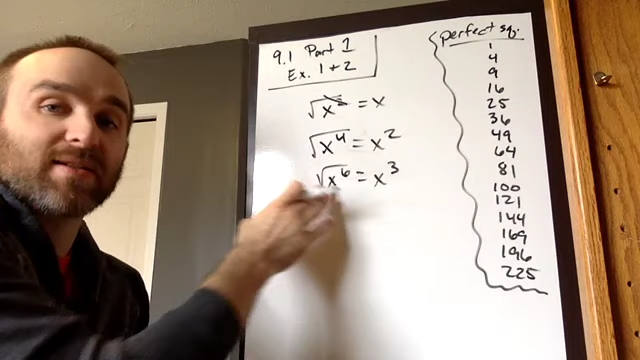 9.1 Part 1
Ex. 1 + 2
√x² = x
√x⁴ = x²
√x⁶ = x³
perfect sq.
1
4
9
16
25
36
49
64
81
100
121
144
169
196
225